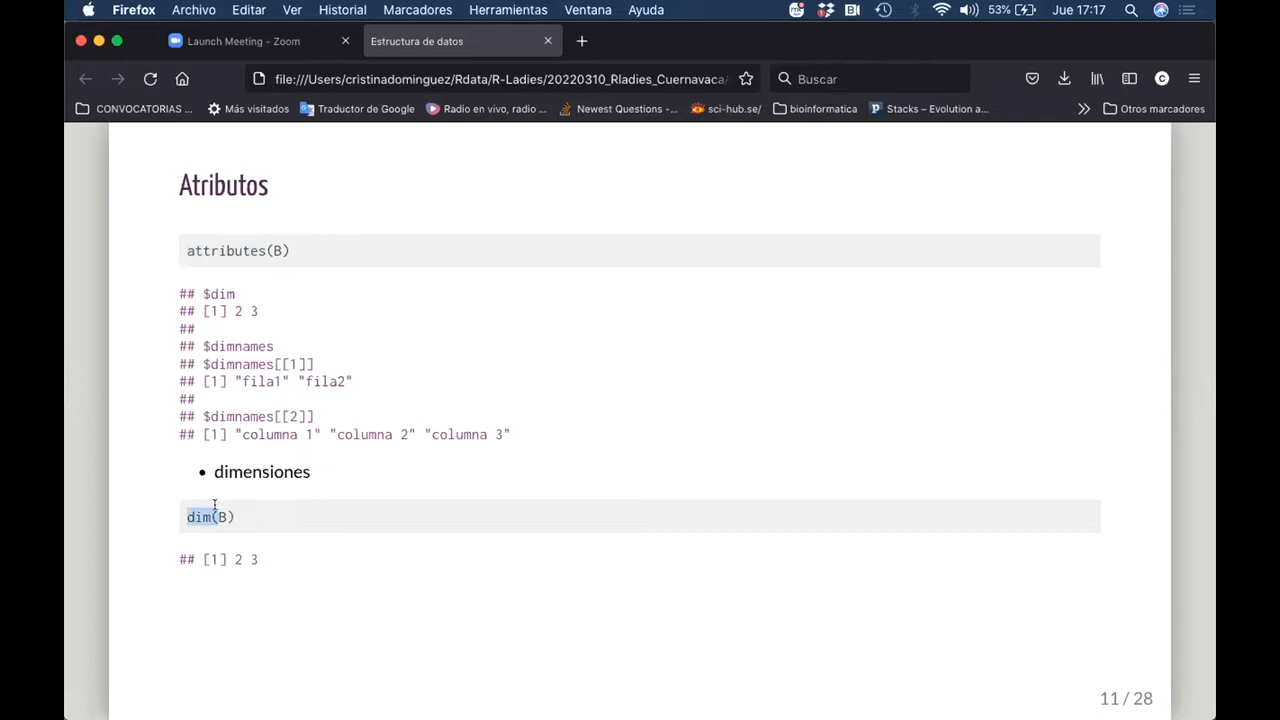 Firefox Archivo Editar Ver Historial Marcadores Herramientas Ventana Ayuda 53% Jue 17:17
Launch Meeting - Zoom
Estructura de datos
file:///Users/cristinadominguez/Rdata/R-Ladies/20220310_Rladies_Cuernavaca/
Buscar
CONVOCATORIAS ... Más visitados Traductor de Google Radio en vivo, radio ... Newest Questions -... sci-hub.se/ bioinformatica Stacks – Evolution a... Otros marcadores
Atributos
attributes(B)
## $dim
## [1] 2 3
##
## $dimnames
## $dimnames[[1]]
## [1] "fila1" "fila2"
##
## $dimnames[[2]]
## [1] "columna 1" "columna 2" "columna 3"
• dimensiones
dim(B)
## [1] 2 3
11 / 28